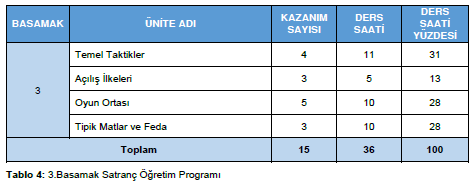 BASAMAK ÜNİTE ADI KAZANIM SAYISI DERS SAATİ DERS SAATİ YÜZDESİ
Temel Taktikler 4 11 31
Açılış İlkeleri 3 5 13
3
Oyun Ortası 5 10 28
Tipik Matlar ve Feda 3 10 28
Toplam 15 36 100
Tablo 4: 3.Basamak Satranç Öğretim Programı